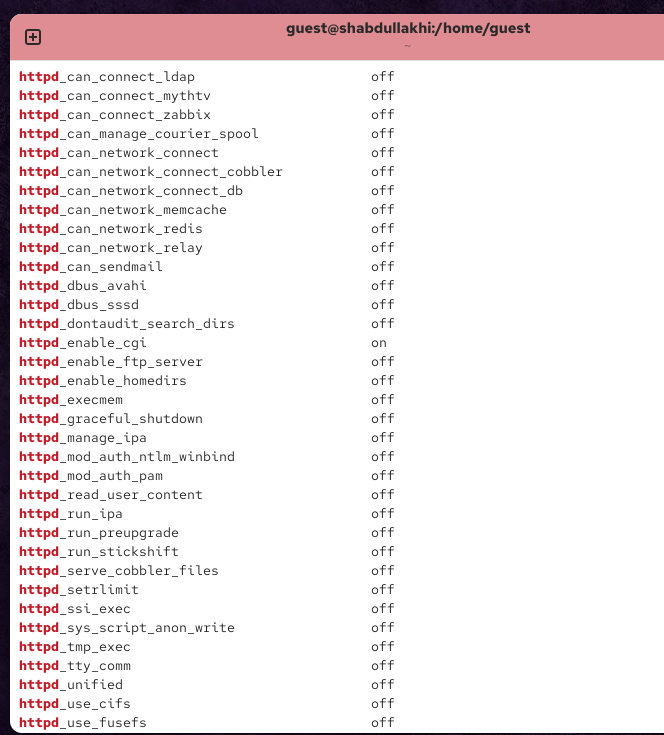 guest@shabdullakhi:/home/guest
~
httpd_can_connect_ldap off
httpd_can_connect_mythtv off
httpd_can_connect_zabbix off
httpd_can_manage_courier_spool off
httpd_can_network_connect off
httpd_can_network_connect_cobbler off
httpd_can_network_connect_db off
httpd_can_network_memcache off
httpd_can_network_redis off
httpd_can_network_relay off
httpd_can_sendmail off
httpd_dbus_avahi off
httpd_dbus_sssd off
httpd_dontaudit_search_dirs off
httpd_enable_cgi on
httpd_enable_ftp_server off
httpd_enable_homedirs off
httpd_execmem off
httpd_graceful_shutdown off
httpd_manage_ipa off
httpd_mod_auth_ntlm_winbind off
httpd_mod_auth_pam off
httpd_read_user_content off
httpd_run_ipa off
httpd_run_preupgrade off
httpd_run_stickshift off
httpd_serve_cobbler_files off
httpd_setrlimit off
httpd_ssi_exec off
httpd_sys_script_anon_write off
httpd_tmp_exec off
httpd_tty_comm off
httpd_unified off
httpd_use_cifs off
httpd_use_fusefs off